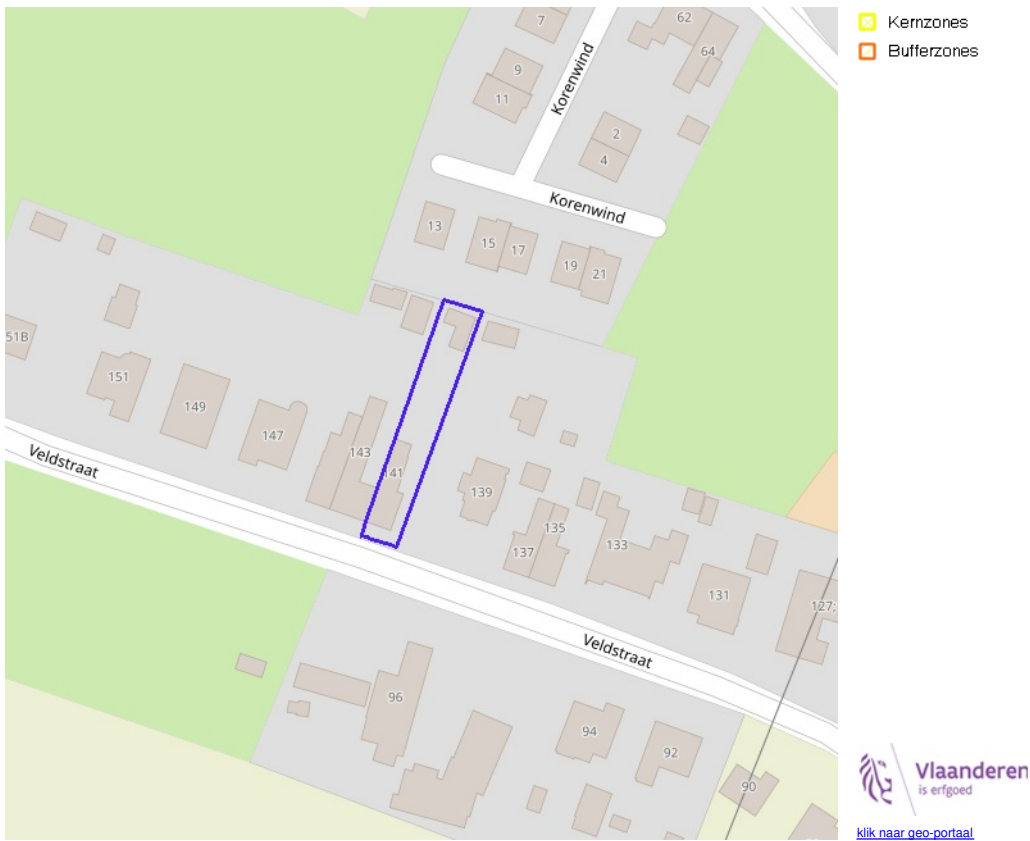 7
62
64
Kernzones
Bufferzones
9
11
Korenwind
2
4
Korenwind
13
15
17
19
21
51B
151
149
147
143
141
139
Veldstraat
137
135
133
131
127;
Veldstraat
96
94
92
90
Vlaanderen
is erfgoed
klik naar geo-portaal